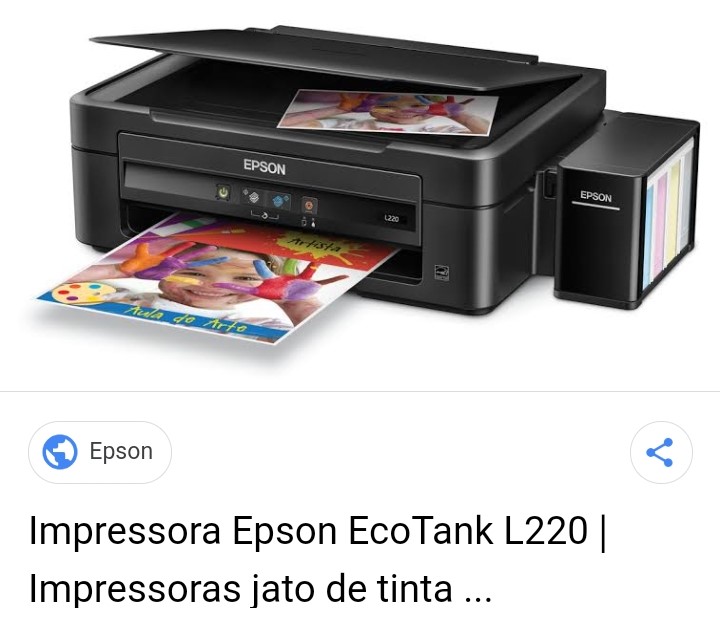 EPSON
L220
EPSON
Artista
Aula de Arte
Epson
Impressora Epson EcoTank L220 |
Impressoras jato de tinta ...